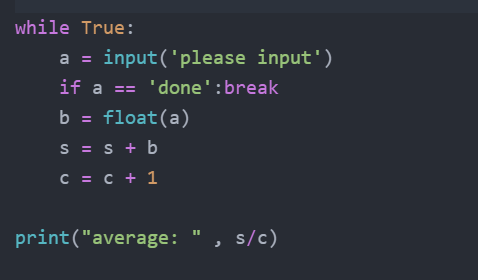 while True:
    a = input('please input')
    if a == 'done':break
    b = float(a)
    s = s + b
    c = c + 1
print("average: " , s/c)